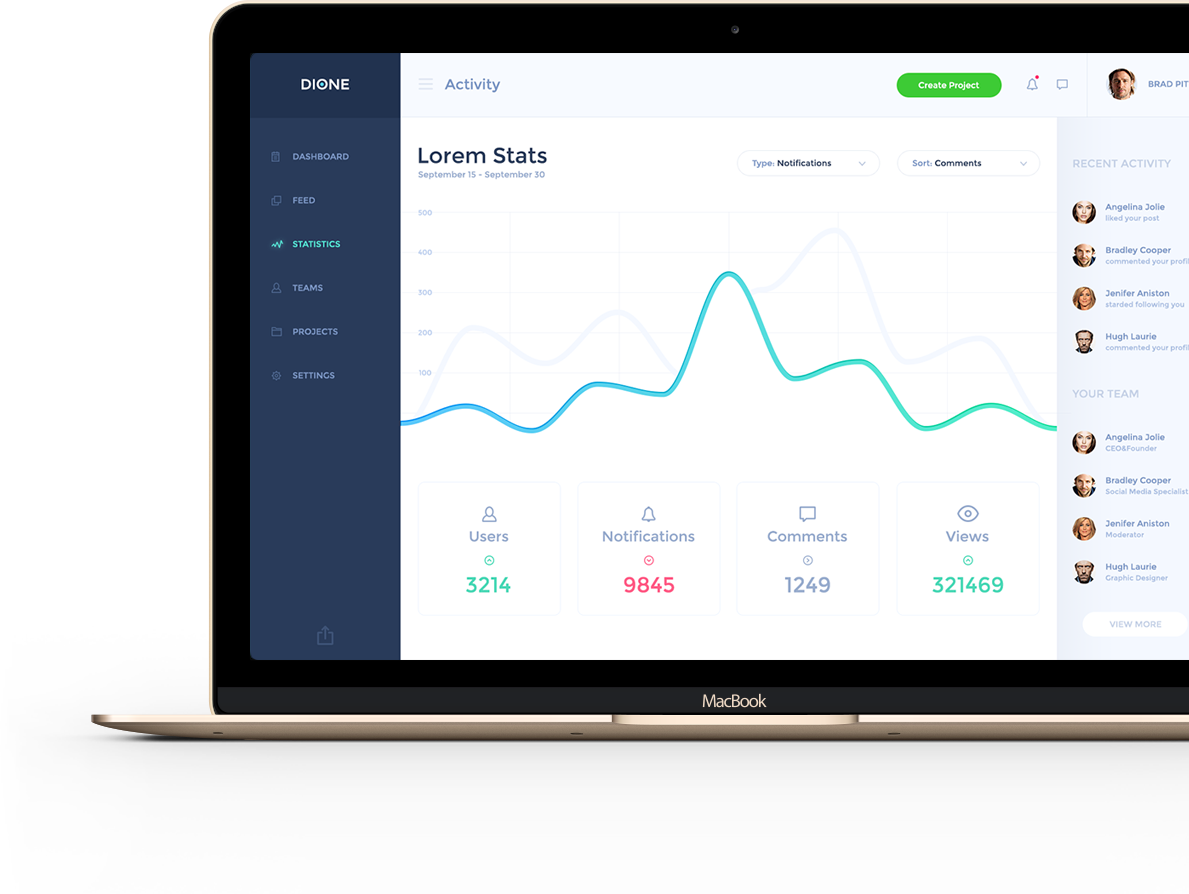 DIONE
Activity
Create Project
BRAD PIT
DASHBOARD
FEED
STATISTICS
TEAMS
PROJECTS
SETTINGS
Lorem Stats
September 15 - September 30
Type: Notifications
Sort: Comments
500
400
300
200
100
Users
3214
Notifications
9845
Comments
1249
Views
321469
RECENT ACTIVITY
Angelina Jolie
liked your post
Bradley Cooper
commented your profil
Jenifer Aniston
starded following you
Hugh Laurie
commented your profil
YOUR TEAM
Angelina Jolie
CEO&Founder
Bradley Cooper
Social Media Specialist
Jenifer Aniston
Moderator
Hugh Laurie
Graphic Designer
VIEW MORE
MacBook